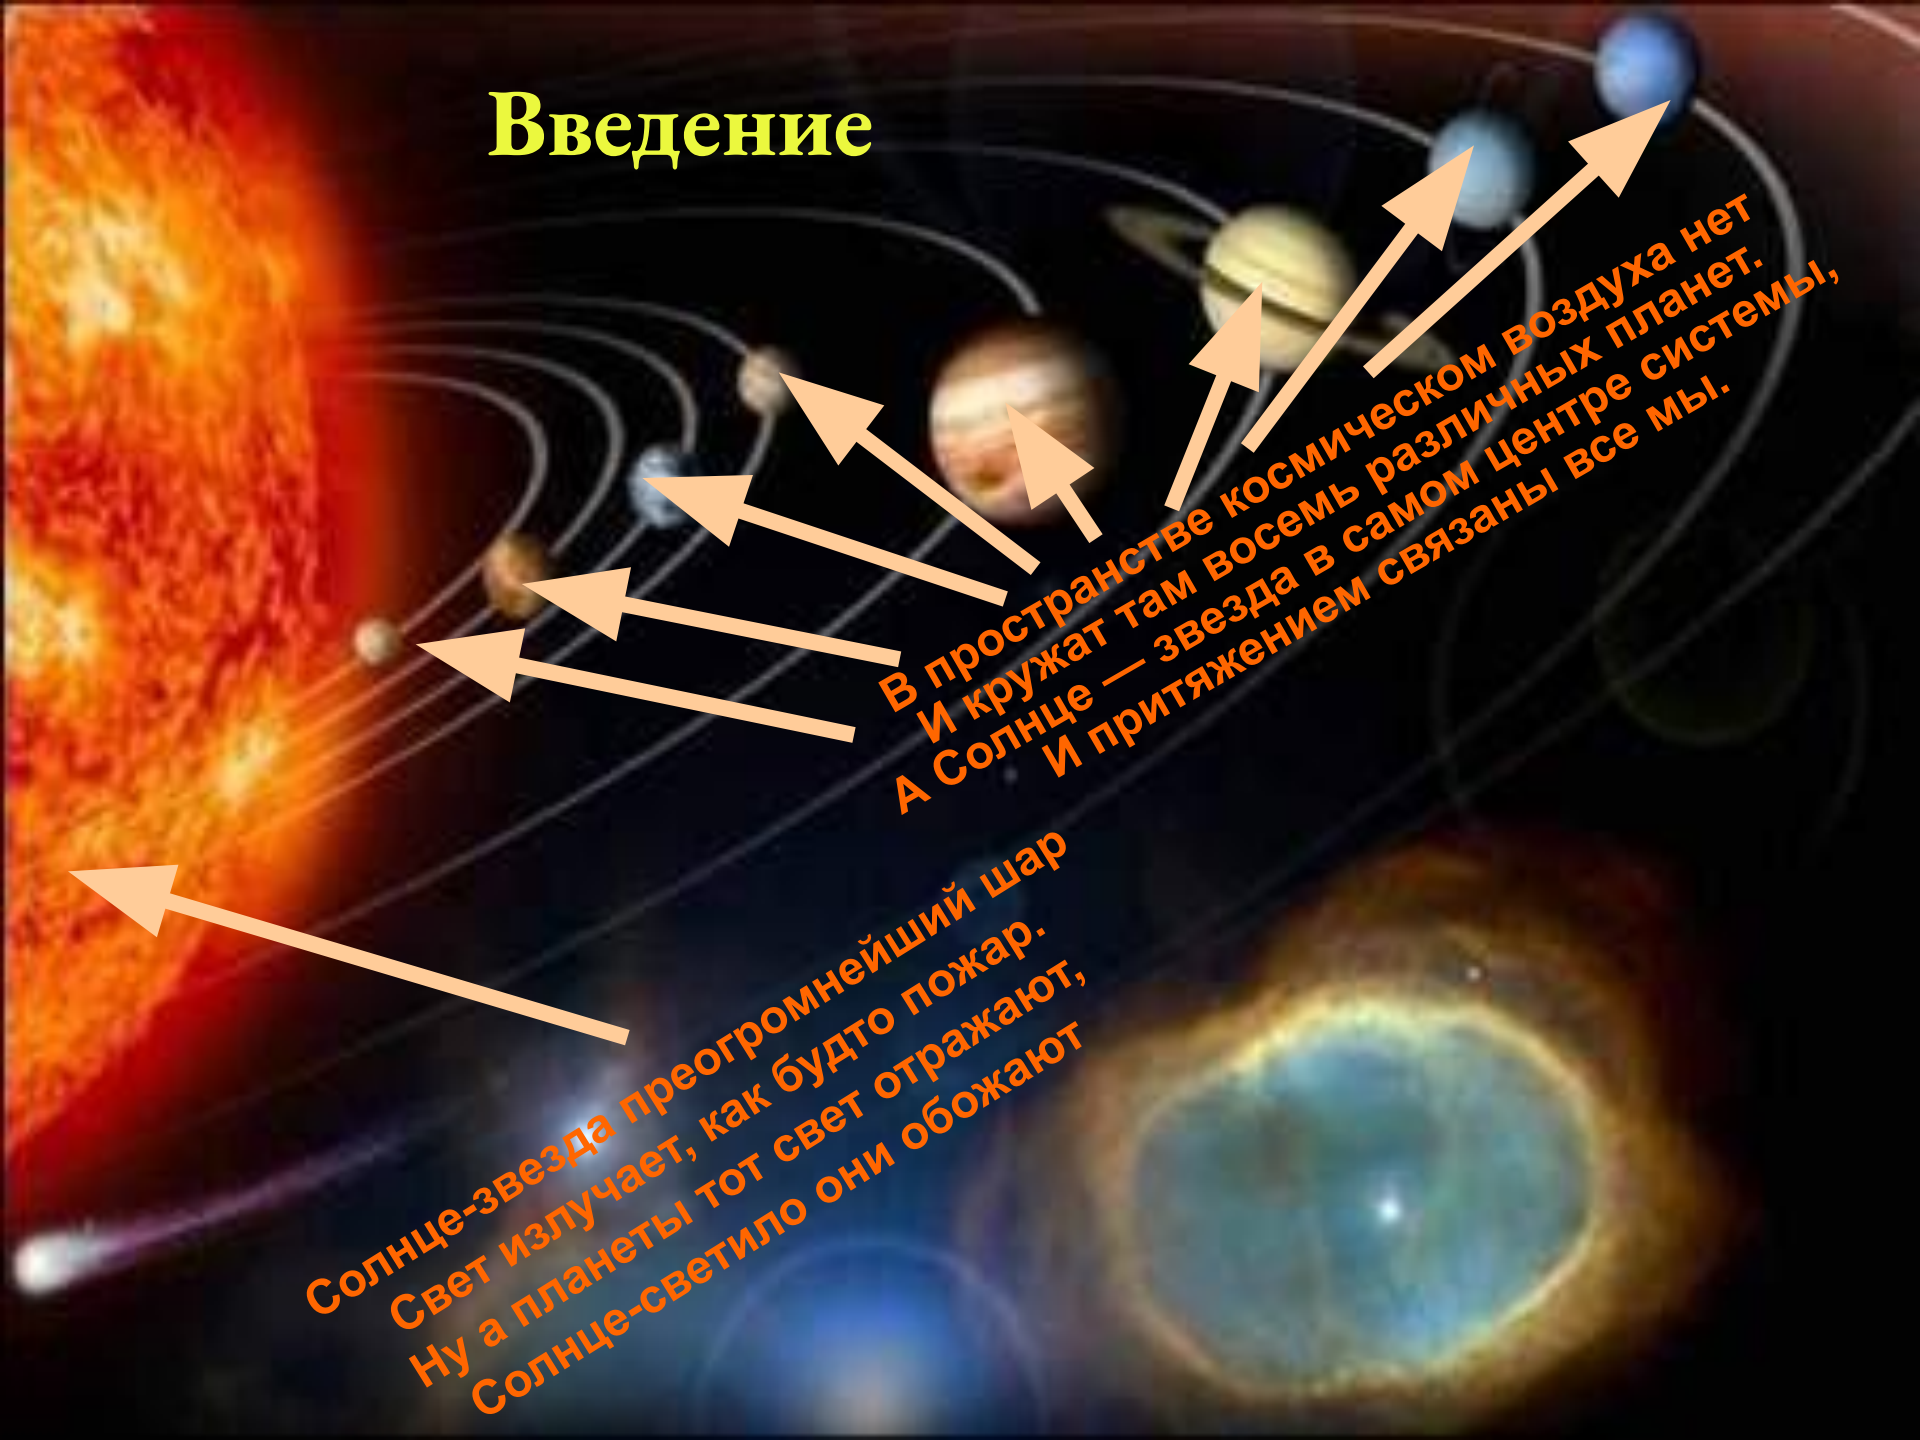 Введение
В пространстве космическом воздуха нет
И кружат там восемь различных планет.
А Солнце — звезда в самом центре системы,
И притяжением связаны все мы.
Солнце-звезда преогромнейший шар
Свет излучает, как будто пожар.
Ну а планеты тот свет отражают,
Солнце-светило они обожают